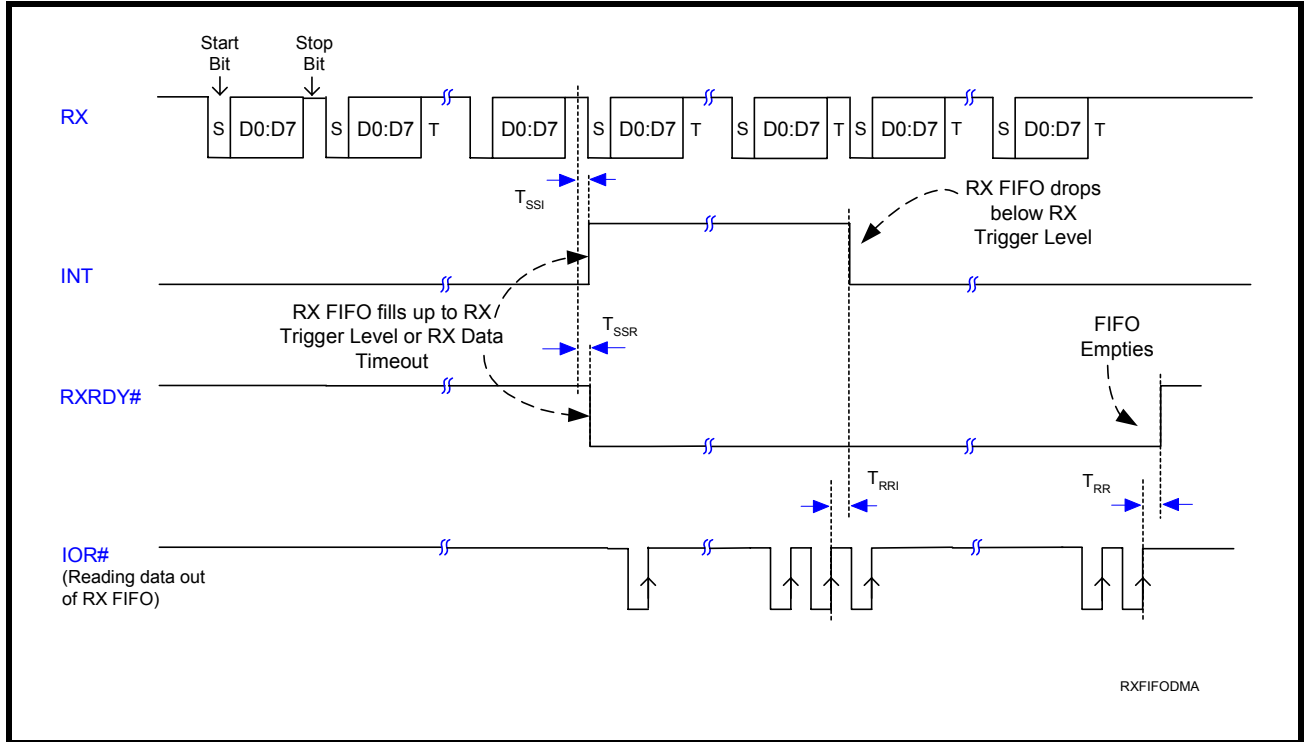 Start
Bit
Stop
Bit
RX
S D0:D7 S D0:D7 T D0:D7 S D0:D7 T S D0:D7 T S D0:D7 T S D0:D7 T
TSSI
RX FIFO drops
below RX
Trigger Level
INT
RX FIFO fills up to RX
Trigger Level or RX Data
Timeout
TSSR
FIFO
Empties
RXRDY#
TRRI
TRR
IOR#
(Reading data out
of RX FIFO)
RXFIFODMA